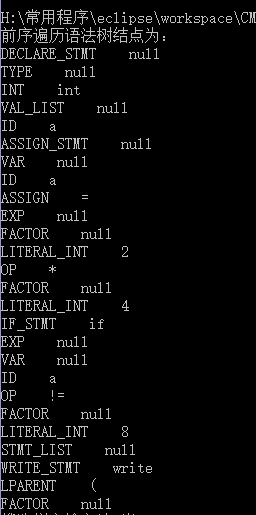 H:\常用程序\eclipse\workspace\CM
前序遍历语法树结点为:
DECLARE_STMT    null
TYPE    null
INT    int
VAL_LIST    null
ID    a
ASSIGN_STMT    null
VAR    null
ID    a
ASSIGN    =
EXP    null
FACTOR    null
LITERAL_INT    2
OP    *
FACTOR    null
LITERAL_INT    4
IF_STMT    if
EXP    null
VAR    null
ID    a
OP    !=
FACTOR    null
LITERAL_INT    8
STMT_LIST    null
WRITE_STMT    write
LPARENT    (
FACTOR    null